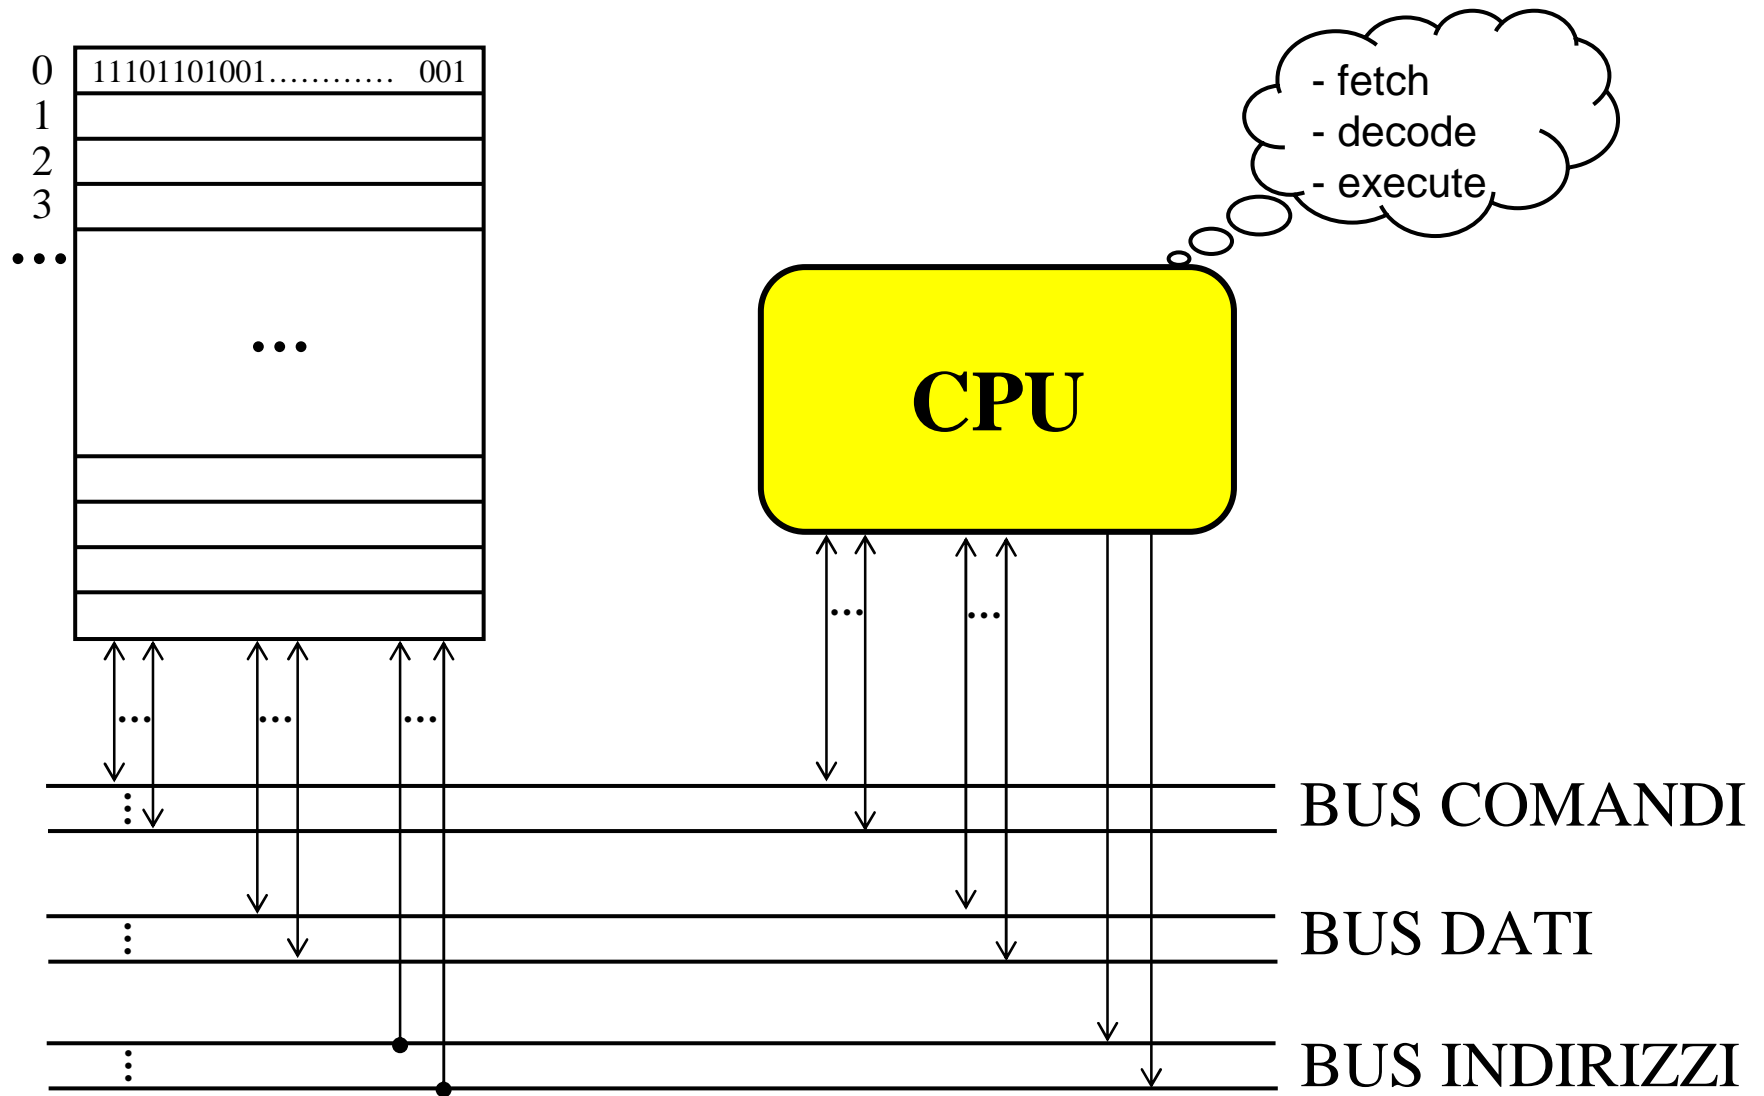 0 11101101001………… 001
1
2
3
...
...
- fetch
- decode
- execute
CPU
... ...
... ... ...
BUS COMANDI
BUS DATI
BUS INDIRIZZI